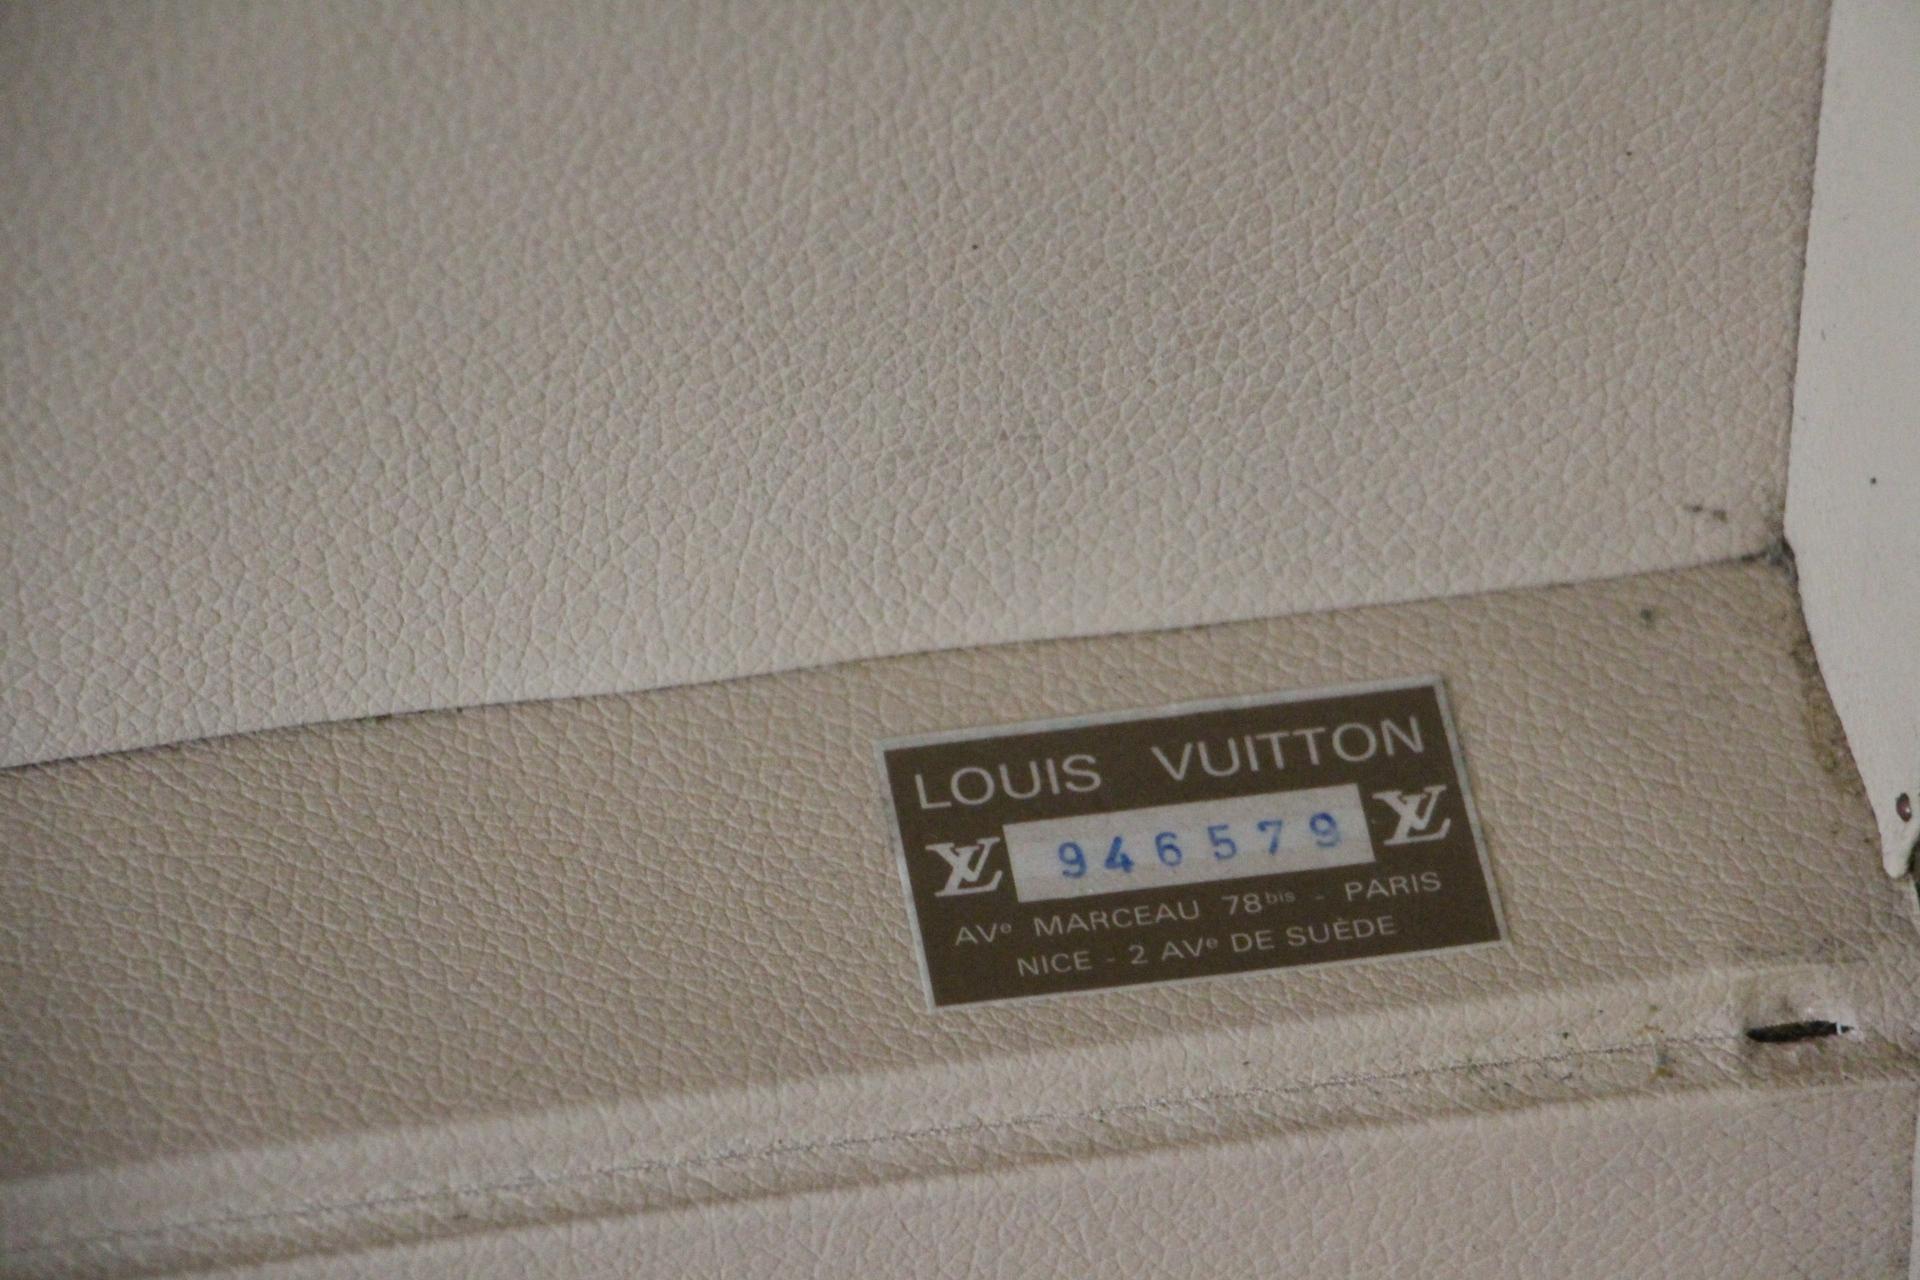 LOUIS VUITTON
LV 946579 LV
AVe MARCEAU 78bis - PARIS
NICE - 2 AVe DE SUÈDE